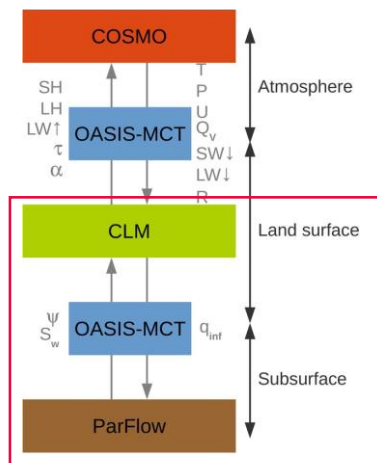 COSMO
SH
LH
LW↑
τ
α
OASIS-MCT
T
P
U
Qv
SW↓
LW↓
R
Atmosphere
CLM
Land surface
ψ
Sw
OASIS-MCT
qinf
Subsurface
ParFlow